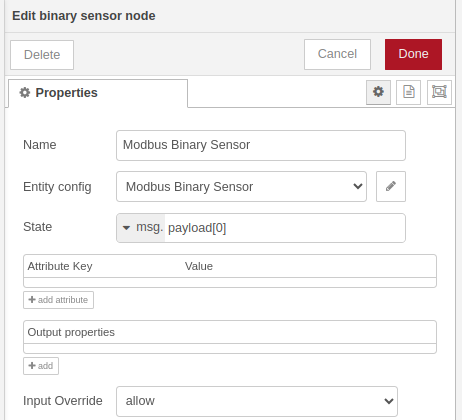 Edit binary sensor node
Delete
Cancel
Done
Properties
Name
Modbus Binary Sensor
Entity config
Modbus Binary Sensor
State
msg. payload[0]
Attribute Key
Value
add attribute
Output properties
add
Input Override
allow